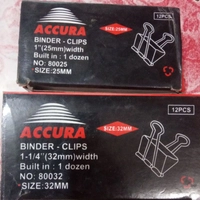 12PCS
SIZE:25MM
ACCURA
BINDER - CLIPS
1"(25mm)width
Built in : 1 dozen
NO: 80025
SIZE:25MM
12PCS
SIZE:32MM
ACCURA
BINDER - CLIPS
1-1/4"(32mm)width
Built in : 1 dozen
NO: 80032
SIZE:32MM